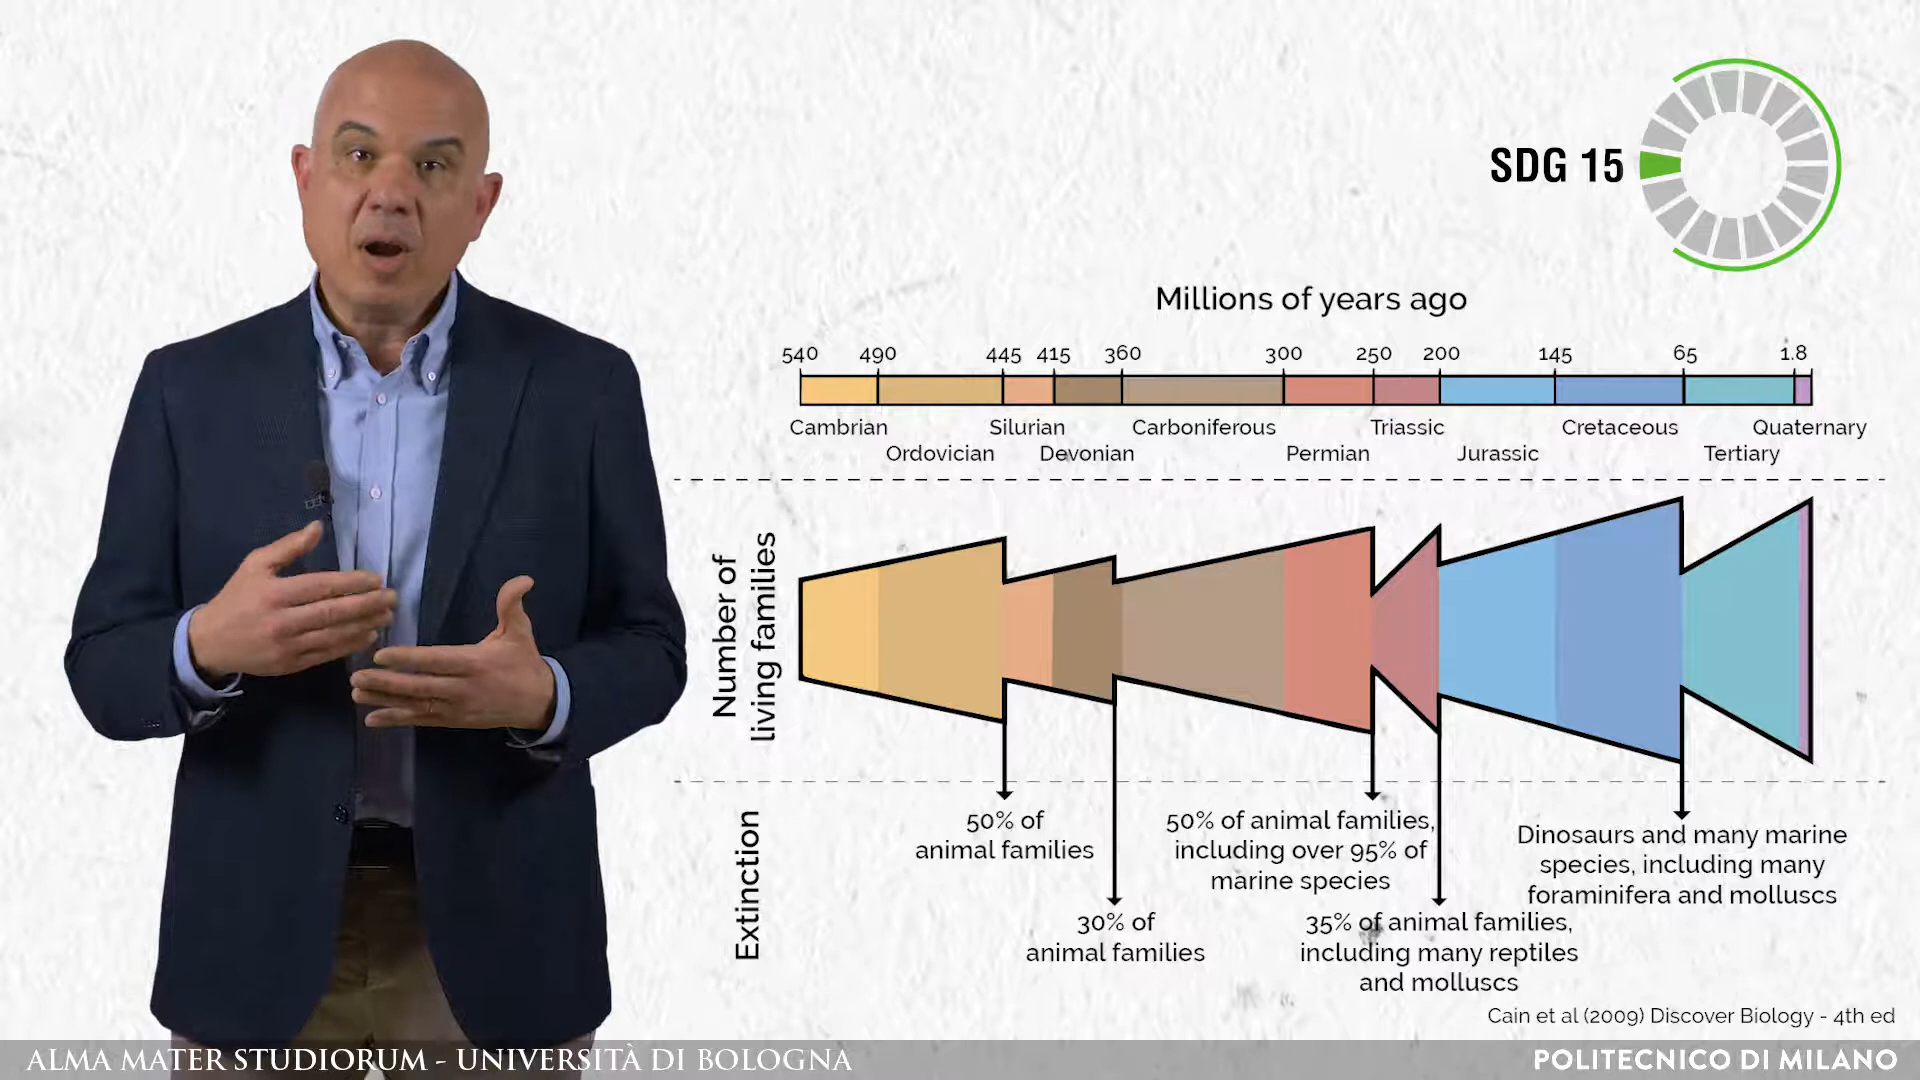 SDG 15
Millions of years ago
540 490 445 415 360 300 250 200 145 65 1.8
Cambrian Silurian Carboniferous Triassic Cretaceous Quaternary
Ordovician Devonian Permian Jurassic Tertiary
Number of
living families
Extinction
50% of
animal families
30% of
animal families
50% of animal families,
including over 95% of
marine species
35% of animal families,
including many reptiles
and molluscs
Dinosaurs and many marine
species, including many
foraminifera and molluscs
Cain et al (2009) Discover Biology - 4th ed
ALMA MATER STUDIORUM - UNIVERSITÀ DI BOLOGNA
POLITECNICO DI MILANO